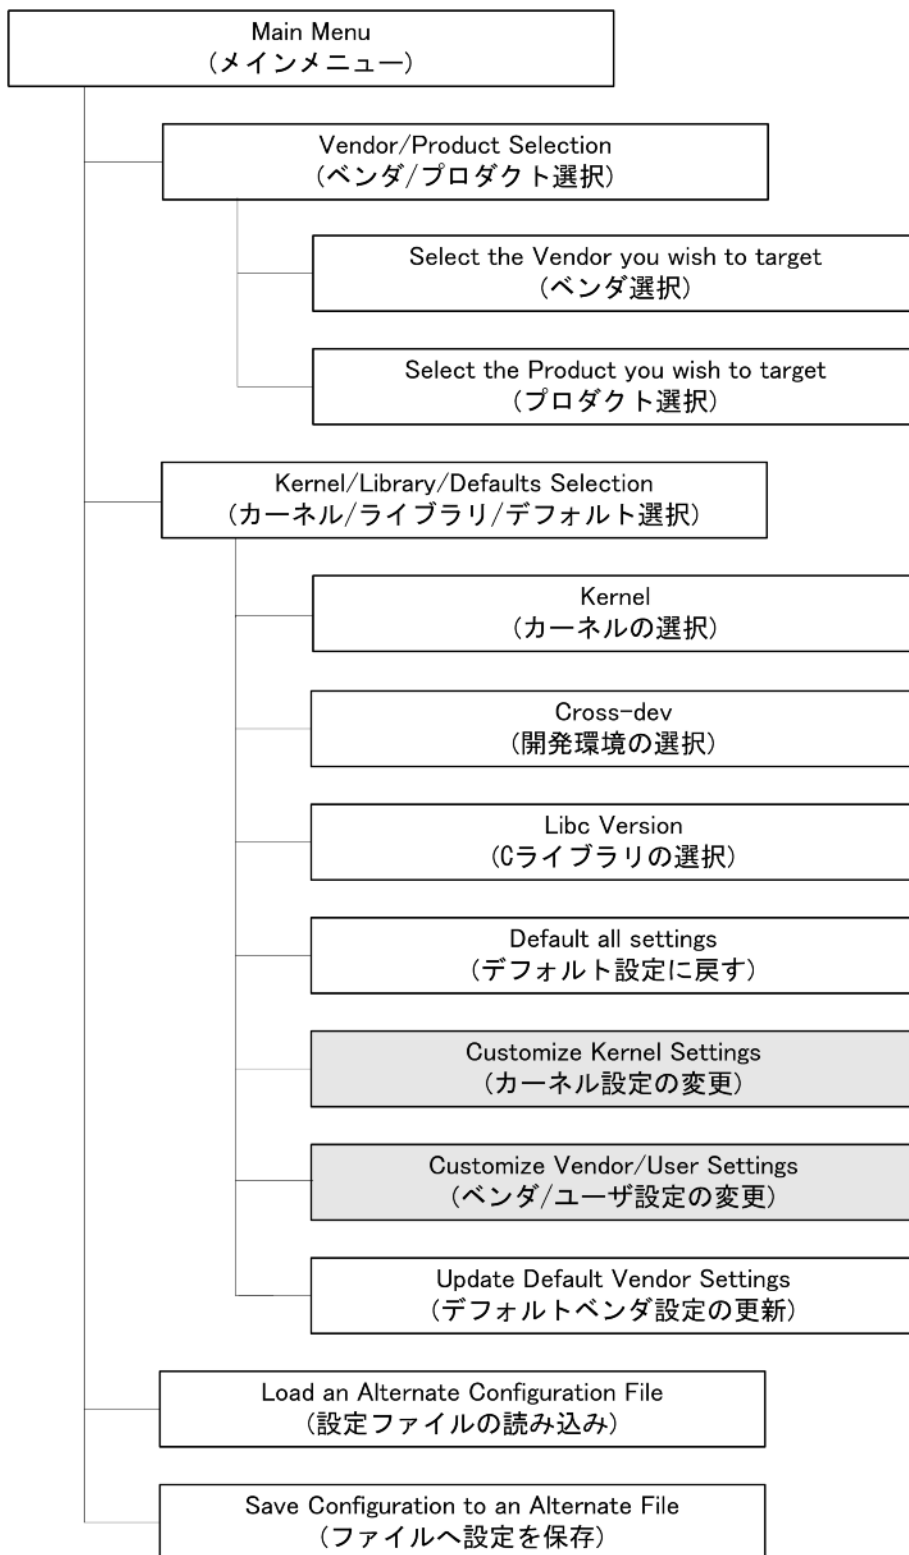 Main Menu
(メインメニュー)
Vendor/Product Selection
(ベンダ/プロダクト選択)
Select the Vendor you wish to target
(ベンダ選択)
Select the Product you wish to target
(プロダクト選択)
Kernel/Library/Defaults Selection
(カーネル/ライブラリ/デフォルト選択)
Kernel
(カーネルの選択)
Cross-dev
(開発環境の選択)
Libc Version
(Cライブラリの選択)
Default all settings
(デフォルト設定に戻す)
Customize Kernel Settings
(カーネル設定の変更)
Customize Vendor/User Settings
(ベンダ/ユーザ設定の変更)
Update Default Vendor Settings
(デフォルトベンダ設定の更新)
Load an Alternate Configuration File
(設定ファイルの読み込み)
Save Configuration to an Alternate File
(ファイルへ設定を保存)